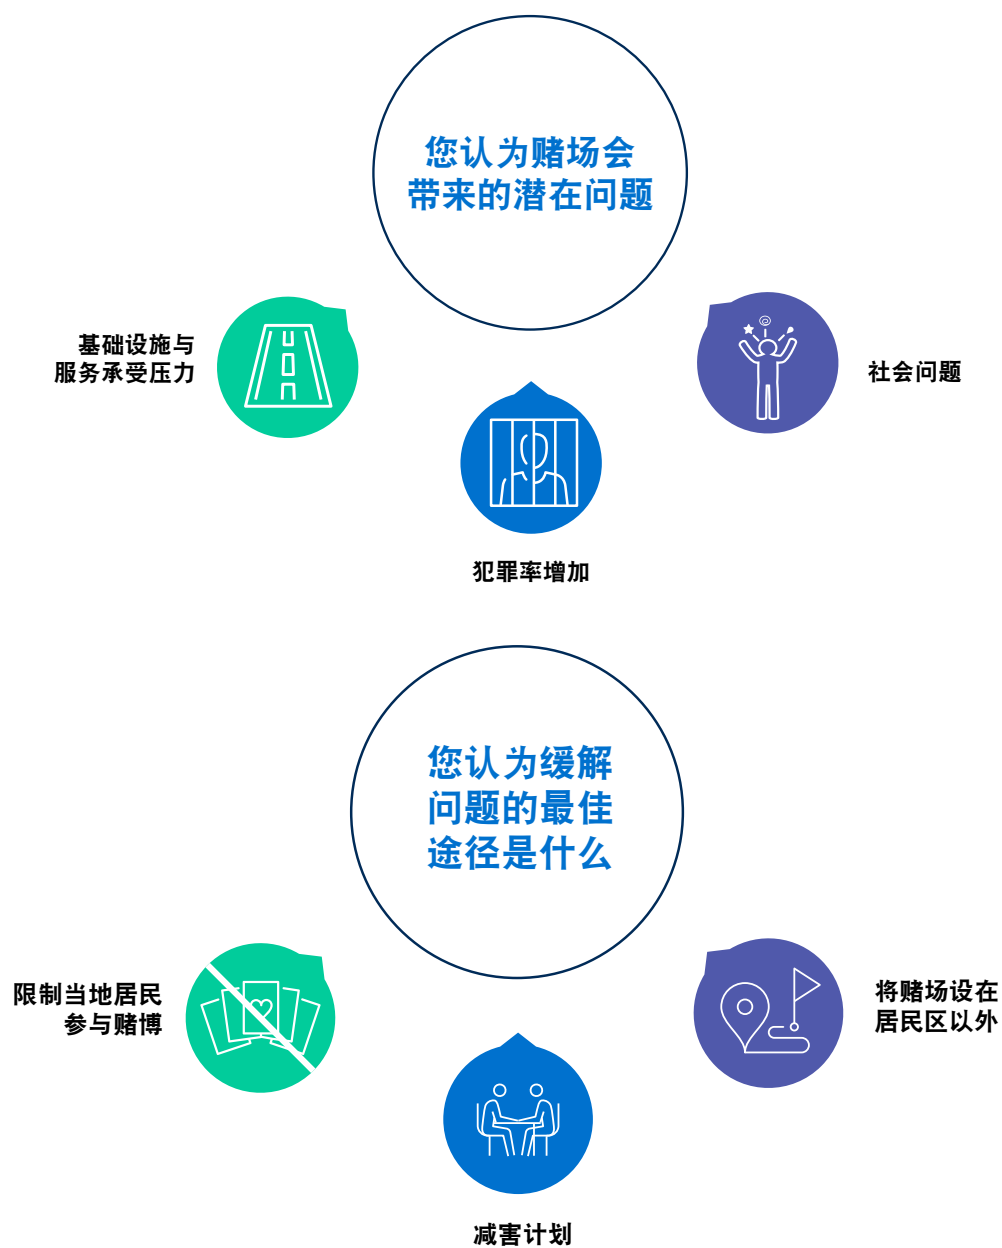 您认为赌场会
带来的潜在问题
基础设施与
服务承受压力
社会问题
犯罪率增加
您认为缓解
问题的最佳
途径是什么
限制当地居民
参与赌博
将赌场设在
居民区以外
减害计划